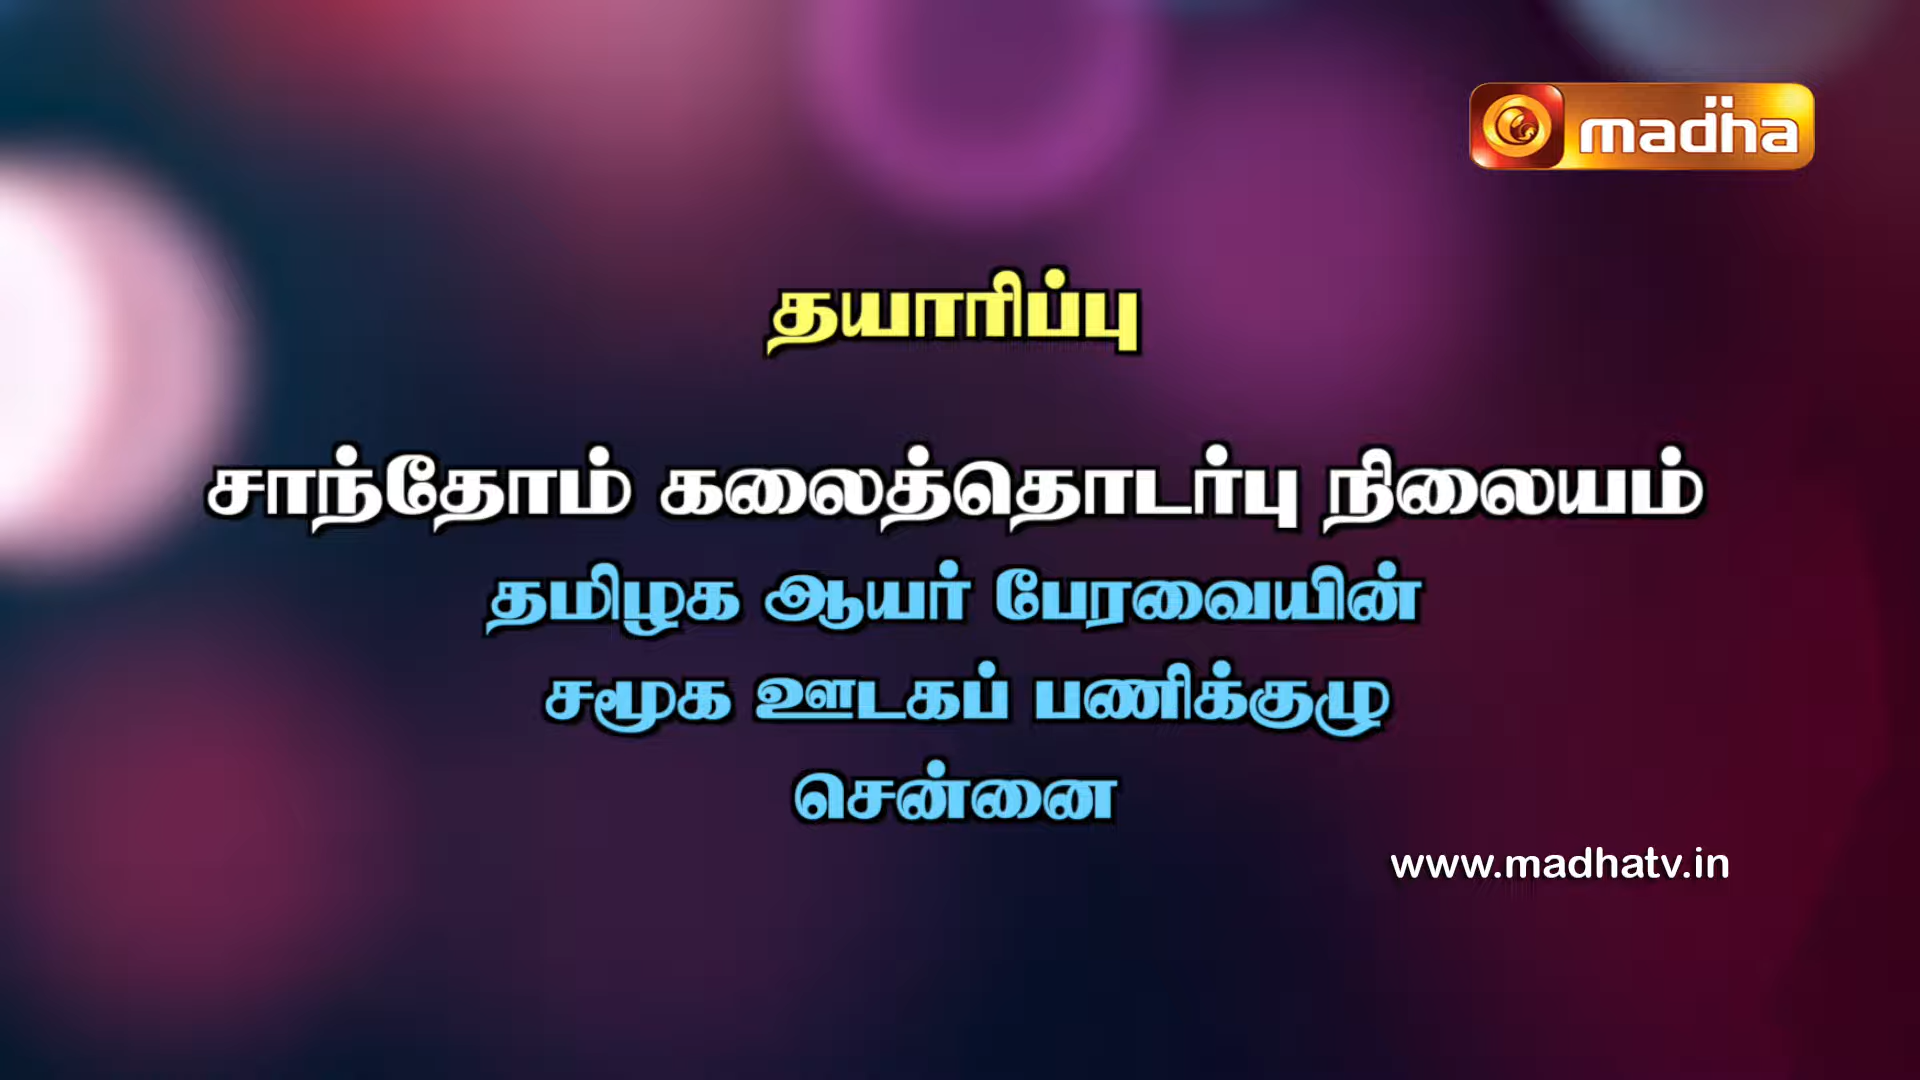 madha
தயாரிப்பு
சாந்தோம் கலைத்தொடர்பு நிலையம்
தமிழக ஆயர் பேரவையின்
சமூக ஊடகப் பணிக்குழு
சென்னை
www.madhatv.in